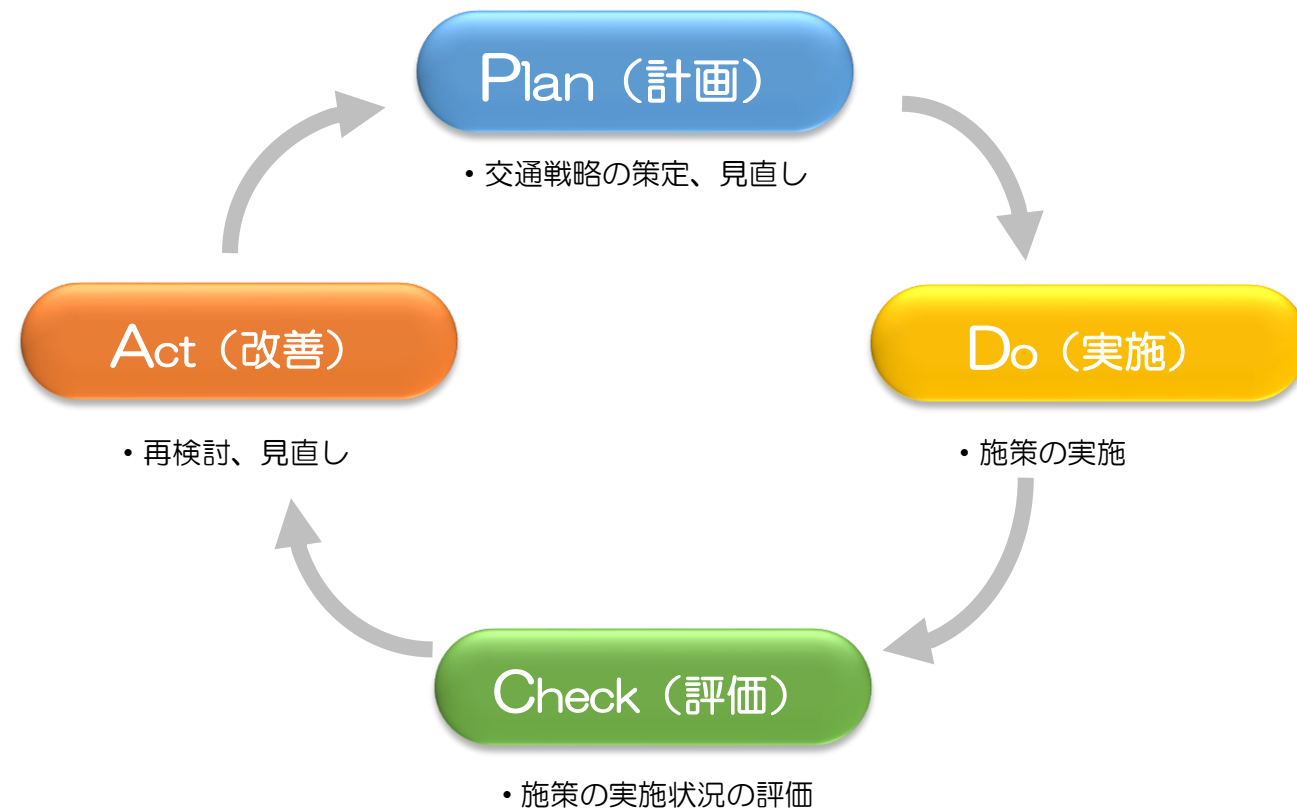 Plan（計画）
・交通戦略の策定、見直し
Act（改善）
Do（実施）
・再検討、見直し
・施策の実施
Check（評価）
・施策の実施状況の評価